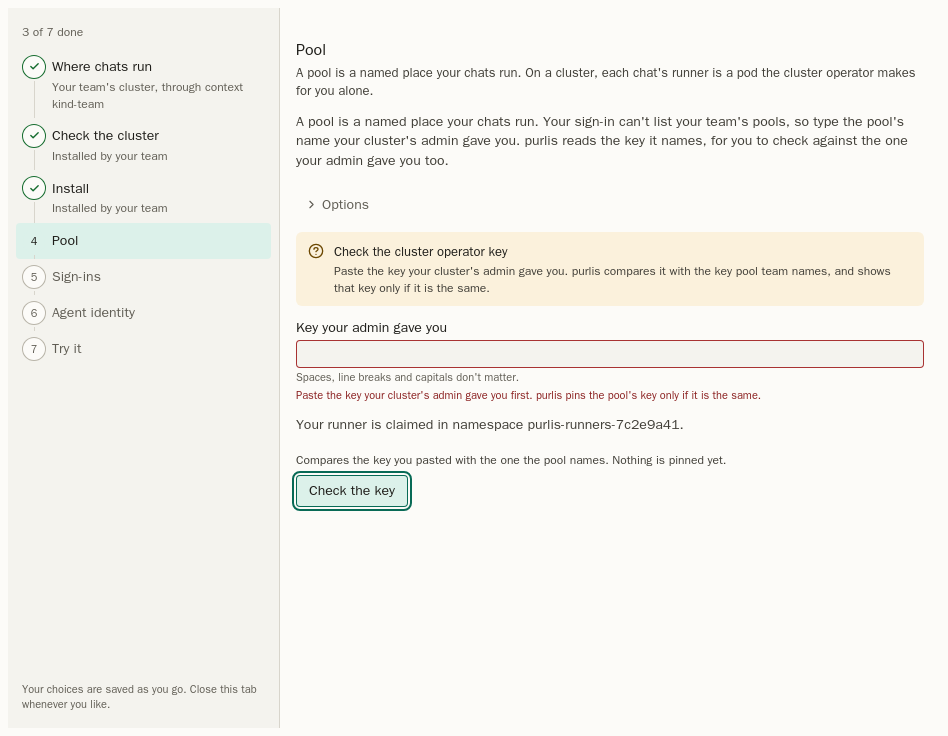 3 of 7 done
Where chats run
Your team's cluster, through context
kind-team
Check the cluster
Installed by your team
Install
Installed by your team
4 Pool
5 Sign-ins
6 Agent identity
7 Try it
Your choices are saved as you go. Close this tab
whenever you like.
Pool
A pool is a named place your chats run. On a cluster, each chat's runner is a pod the cluster operator makes
for you alone.
A pool is a named place your chats run. Your sign-in can't list your team's pools, so type the pool's
name your cluster's admin gave you. purlis reads the key it names, for you to check against the one
your admin gave you too.
Options
Check the cluster operator key
Paste the key your cluster's admin gave you. purlis compares it with the key pool team names, and shows
that key only if it is the same.
Key your admin gave you
Spaces, line breaks and capitals don't matter.
Paste the key your cluster's admin gave you first. purlis pins the pool's key only if it is the same.
Your runner is claimed in namespace purlis-runners-7c2e9a41.
Compares the key you pasted with the one the pool names. Nothing is pinned yet.
Check the key